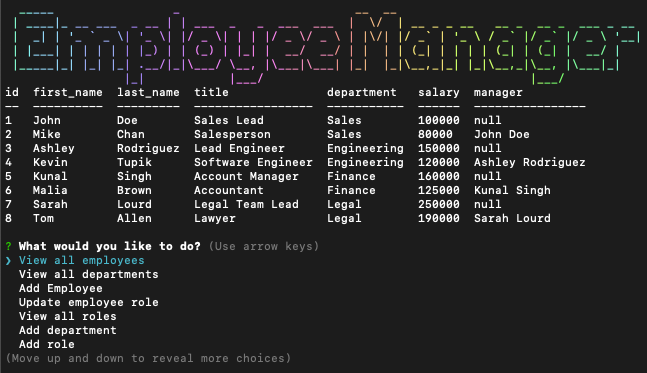 Employee Manager
id first_name last_name title department salary manager
-- ---------- --------- ----------------- ----------- ------ ----------------
1 John Doe Sales Lead Sales 100000 null
2 Mike Chan Salesperson Sales 80000 John Doe
3 Ashley Rodriguez Lead Engineer Engineering 150000 null
4 Kevin Tupik Software Engineer Engineering 120000 Ashley Rodriguez
5 Kunal Singh Account Manager Finance 160000 null
6 Malia Brown Accountant Finance 125000 Kunal Singh
7 Sarah Lourd Legal Team Lead Legal 250000 null
8 Tom Allen Lawyer Legal 190000 Sarah Lourd
? What would you like to do? (Use arrow keys)
❯ View all employees
View all departments
Add Employee
Update employee role
View all roles
Add department
Add role
(Move up and down to reveal more choices)